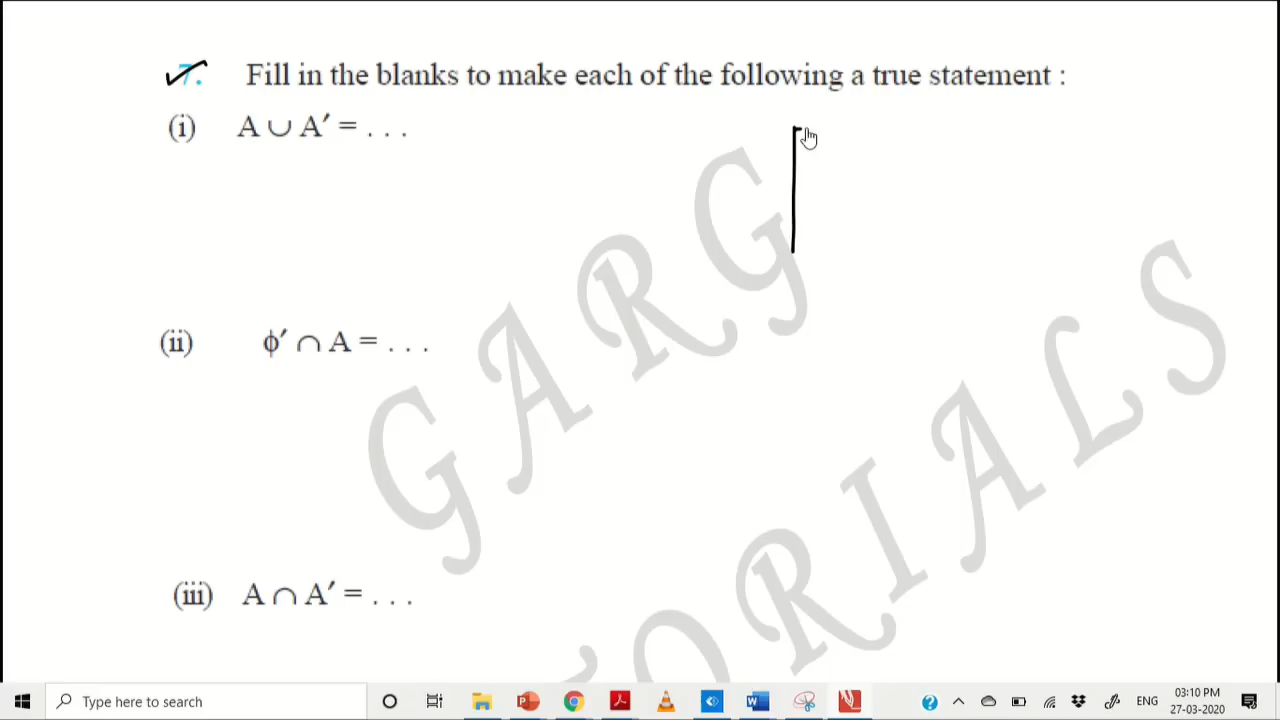 7. Fill in the blanks to make each of the following a true statement :
(i) A ∪ A′ = . . .
(ii) ϕ′ ∩ A = . . .
(iii) A ∩ A′ = . . .
GARG
TORIALS
Type here to search
ENG
03:10 PM
27-03-2020